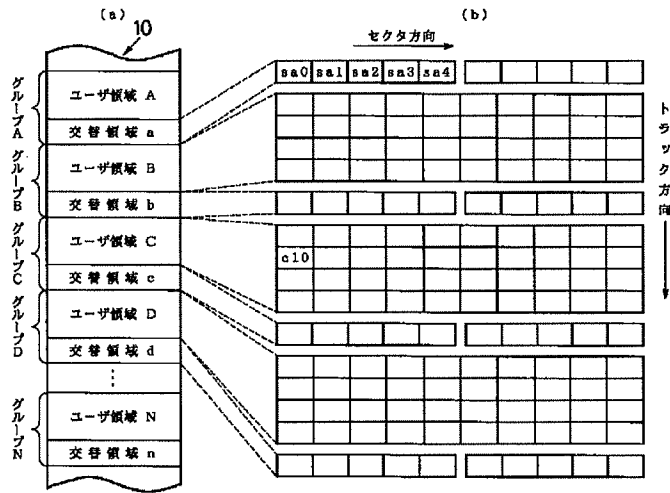 (a)
10
グループA
ユーザ領域 A
交替領域 a
グループB
ユーザ領域 B
交替領域 b
グループC
ユーザ領域 C
交替領域 c
グループD
ユーザ領域 D
交替領域 d
グループN
ユーザ領域 N
交替領域 n
(b)
セクタ方向
sa0 sa1 sa2 sa3 sa4
c10
トラック方向